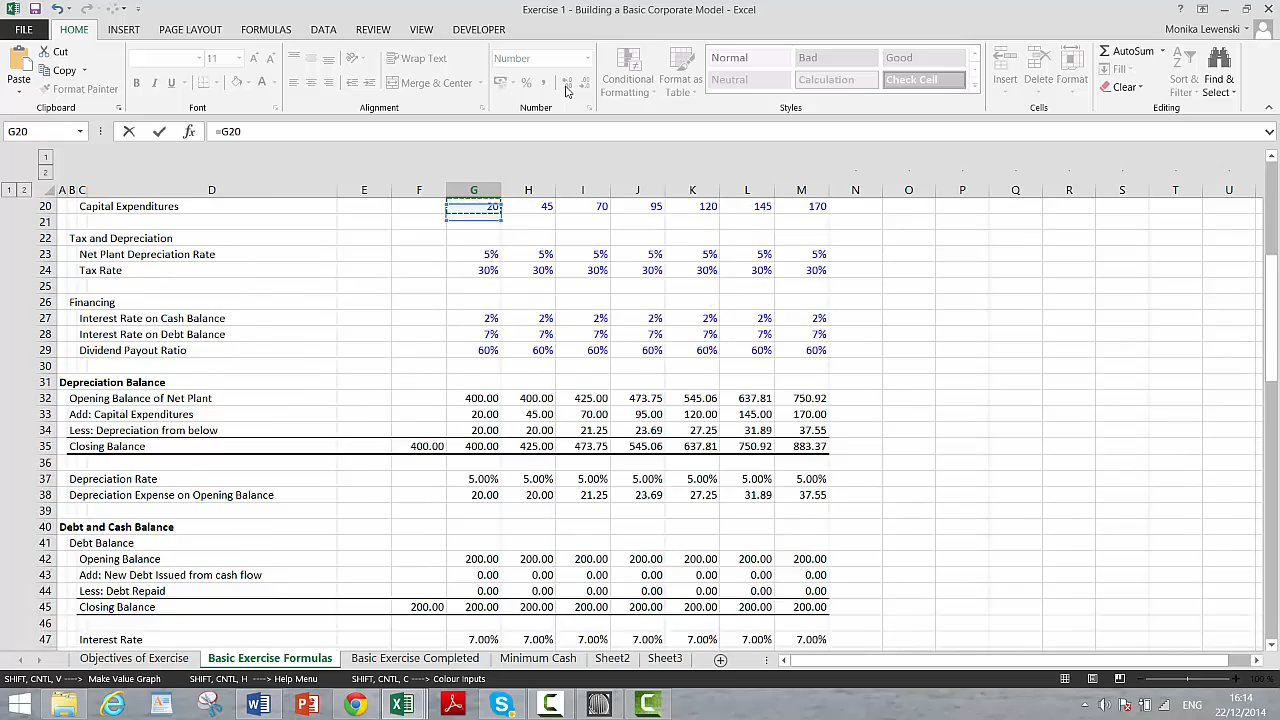 Exercise 1 - Building a Basic Corporate Model - Excel
FILE HOME INSERT PAGE LAYOUT FORMULAS DATA REVIEW VIEW DEVELOPER Monika Lewenski
Paste Cut Copy Format Painter Clipboard
11 B I U A Font
Wrap Text Merge & Center Alignment
Number % Number
Conditional Formatting Format as Table Normal Bad Good Neutral Calculation Check Cell Styles
Insert Delete Format Cells
AutoSum Fill Clear Sort & Filter Find & Select Editing
G20 fx =G20
1
2
1 2 A B C D E F G H I J K L M N O P Q R S T U
20 Capital Expenditures 20 45 70 95 120 145 170
21
22 Tax and Depreciation
23 Net Plant Depreciation Rate 5% 5% 5% 5% 5% 5% 5%
24 Tax Rate 30% 30% 30% 30% 30% 30% 30%
25
26 Financing
27 Interest Rate on Cash Balance 2% 2% 2% 2% 2% 2% 2%
28 Interest Rate on Debt Balance 7% 7% 7% 7% 7% 7% 7%
29 Dividend Payout Ratio 60% 60% 60% 60% 60% 60% 60%
30
31 Depreciation Balance
32 Opening Balance of Net Plant 400.00 400.00 425.00 473.75 545.06 637.81 750.92
33 Add: Capital Expenditures 20.00 45.00 70.00 95.00 120.00 145.00 170.00
34 Less: Depreciation from below 20.00 20.00 21.25 23.69 27.25 31.89 37.55
35 Closing Balance 400.00 400.00 425.00 473.75 545.06 637.81 750.92 883.37
36
37 Depreciation Rate 5.00% 5.00% 5.00% 5.00% 5.00% 5.00% 5.00%
38 Depreciation Expense on Opening Balance 20.00 20.00 21.25 23.69 27.25 31.89 37.55
39
40 Debt and Cash Balance
41 Debt Balance
42 Opening Balance 200.00 200.00 200.00 200.00 200.00 200.00 200.00
43 Add: New Debt Issued from cash flow 0.00 0.00 0.00 0.00 0.00 0.00 0.00
44 Less: Debt Repaid 0.00 0.00 0.00 0.00 0.00 0.00 0.00
45 Closing Balance 200.00 200.00 200.00 200.00 200.00 200.00 200.00 200.00
46
47 Interest Rate 7.00% 7.00% 7.00% 7.00% 7.00% 7.00% 7.00%
Objectives of Exercise Basic Exercise Formulas Basic Exercise Completed Minimum Cash Sheet2 Sheet3
SHIFT, CNTL, V ----> Make Value Graph SHIFT, CNTL, H ----> Help Menu SHIFT, CNTL, C ----> Colour Inputs 100 %
ENG 16:14
22/12/2014